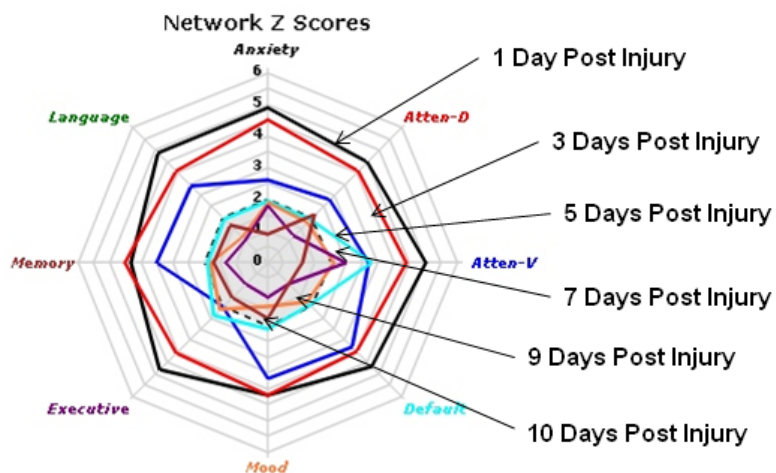 Network Z Scores
Anxiety
6
5
4
3
2
1
0
Language
Atten-D
Memory
Atten-V
Executive
Default
Mood
1 Day Post Injury
3 Days Post Injury
5 Days Post Injury
7 Days Post Injury
9 Days Post Injury
10 Days Post Injury